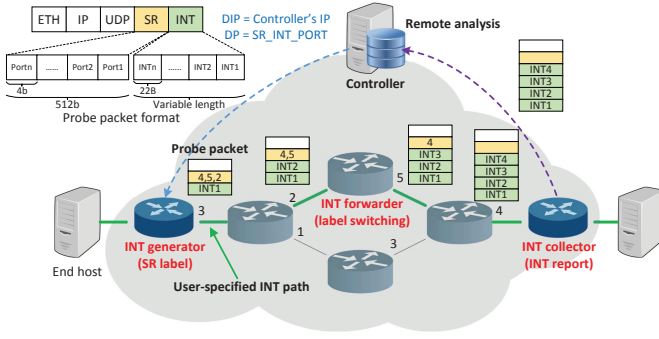 ETH IP UDP SR INT
DIP = Controller's IP
DP = SR_INT_PORT
Portn ...... Port2 Port1
INTn ...... INT2 INT1
4b
22B
512b
Variable length
Probe packet format
Controller
Remote analysis
INT4
INT3
INT2
INT1
Probe packet
4,5,2
INT1
4,5
INT2
INT1
4
INT3
INT2
INT1
INT4
INT3
INT2
INT1
3
2
1
5
3
4
INT forwarder
(label switching)
INT generator
(SR label)
INT collector
(INT report)
End host
User-specified INT path